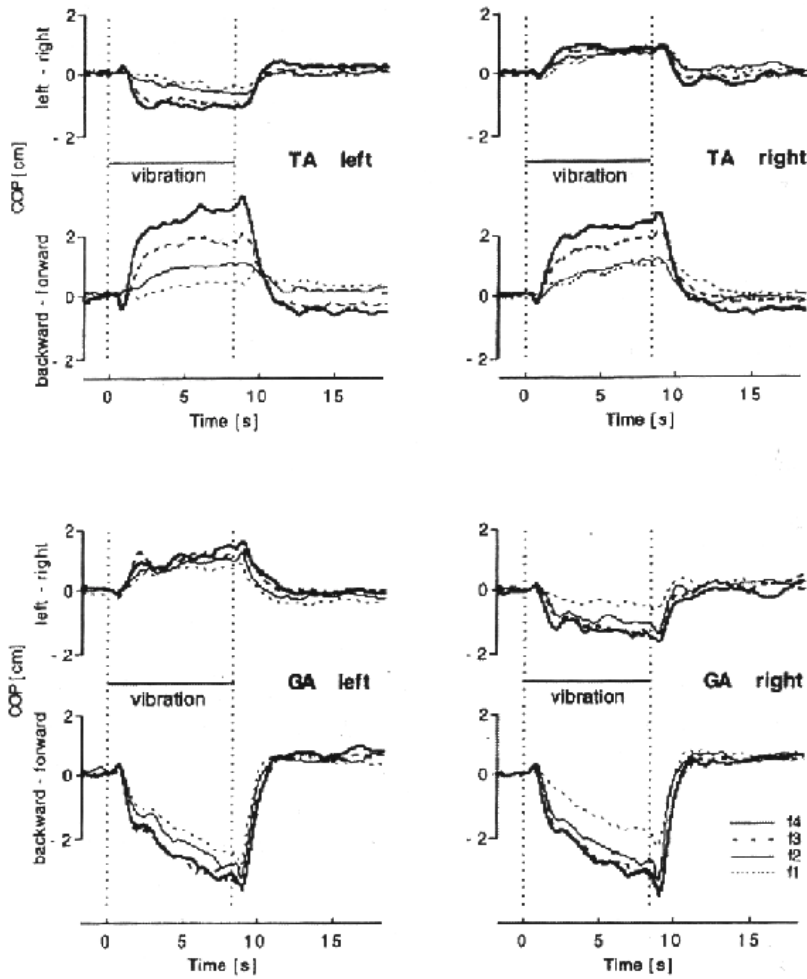 2
0
- 2
left - right
COP [cm]
TA left
vibration
2
0
- 2
backward - forward
0 5 10 15
Time [s]
2
0
- 2
TA right
vibration
2
0
- 2
0 5 10 15
Time [s]
2
0
- 2
left - right
COP [cm]
GA left
vibration
2
0
- 2
backward - forward
0 5 10 15
Time [s]
2
0
- 2
GA right
vibration
2
0
- 2
f4
f3
f2
f1
0 5 10 15
Time [s]